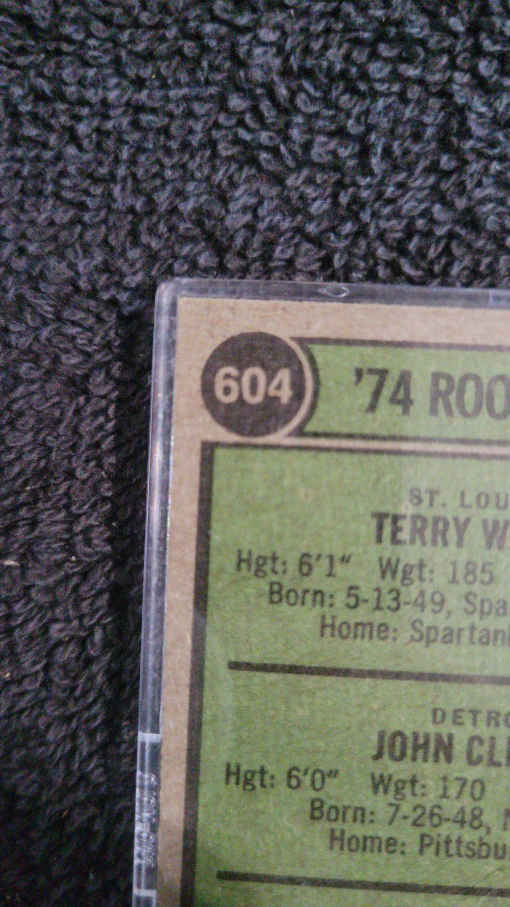 604
'74 ROO
ST. LOU
TERRY W
Hgt: 6'1" Wgt: 185
Born: 5-13-49, Spa
Home: Spartan
DETR
JOHN CL
Hgt: 6'0" Wgt: 170
Born: 7-26-48,
Home: Pittsbu